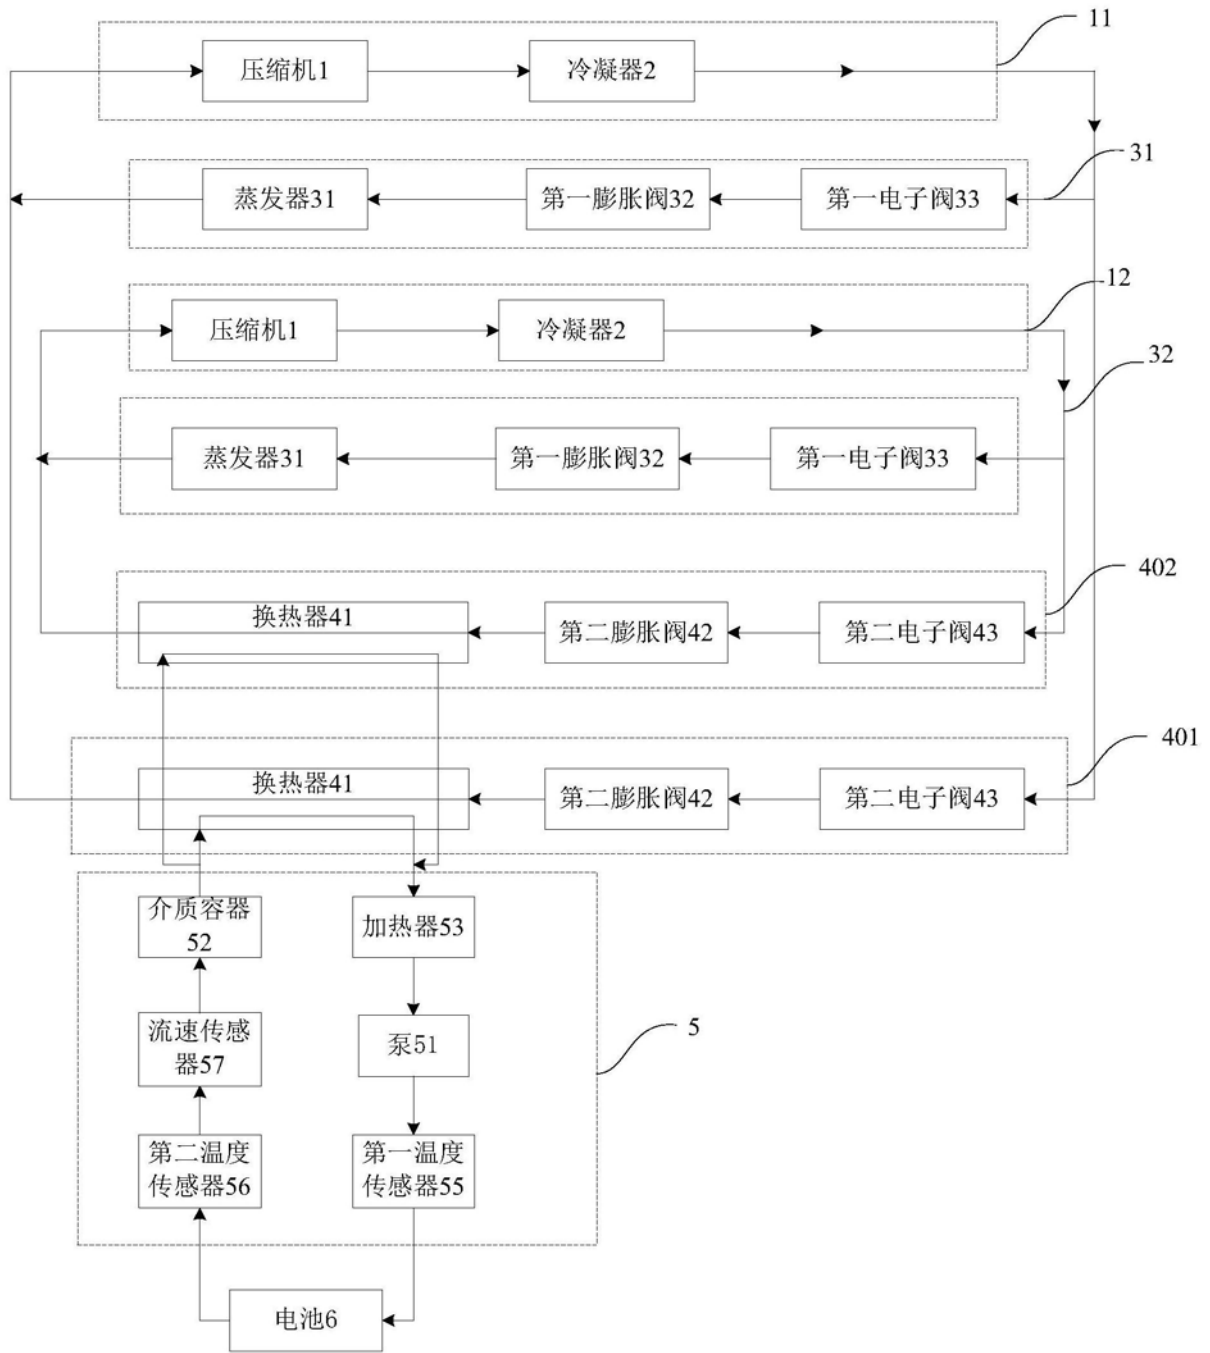 11
压缩机1
冷凝器2
31
蒸发器31
第一膨胀阀32
第一电子阀33
12
压缩机1
冷凝器2
32
蒸发器31
第一膨胀阀32
第一电子阀33
402
换热器41
第二膨胀阀42
第二电子阀43
401
换热器41
第二膨胀阀42
第二电子阀43
介质容器
52
加热器53
流速传感
器57
泵51
5
第二温度
传感器56
第一温度
传感器55
电池6